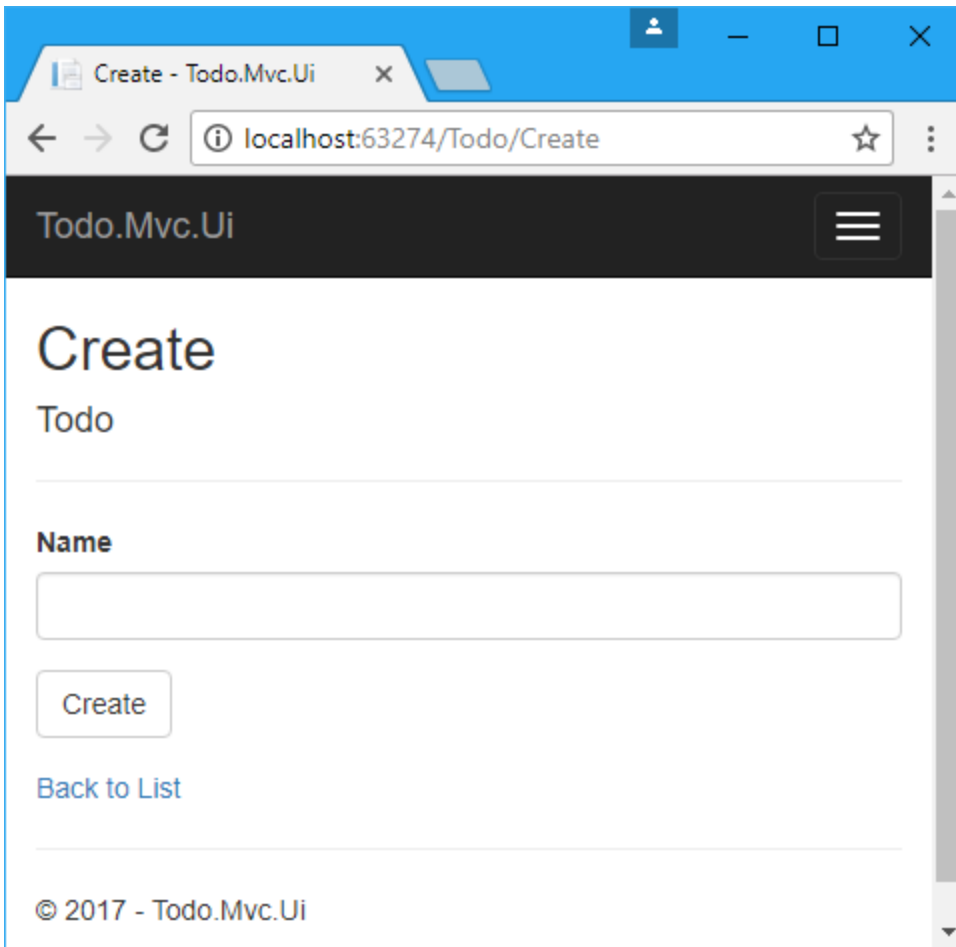 Create - Todo.Mvc.Ui
localhost:63274/Todo/Create
Todo.Mvc.Ui
Create
Todo
Name
Create
Back to List
© 2017 - Todo.Mvc.Ui